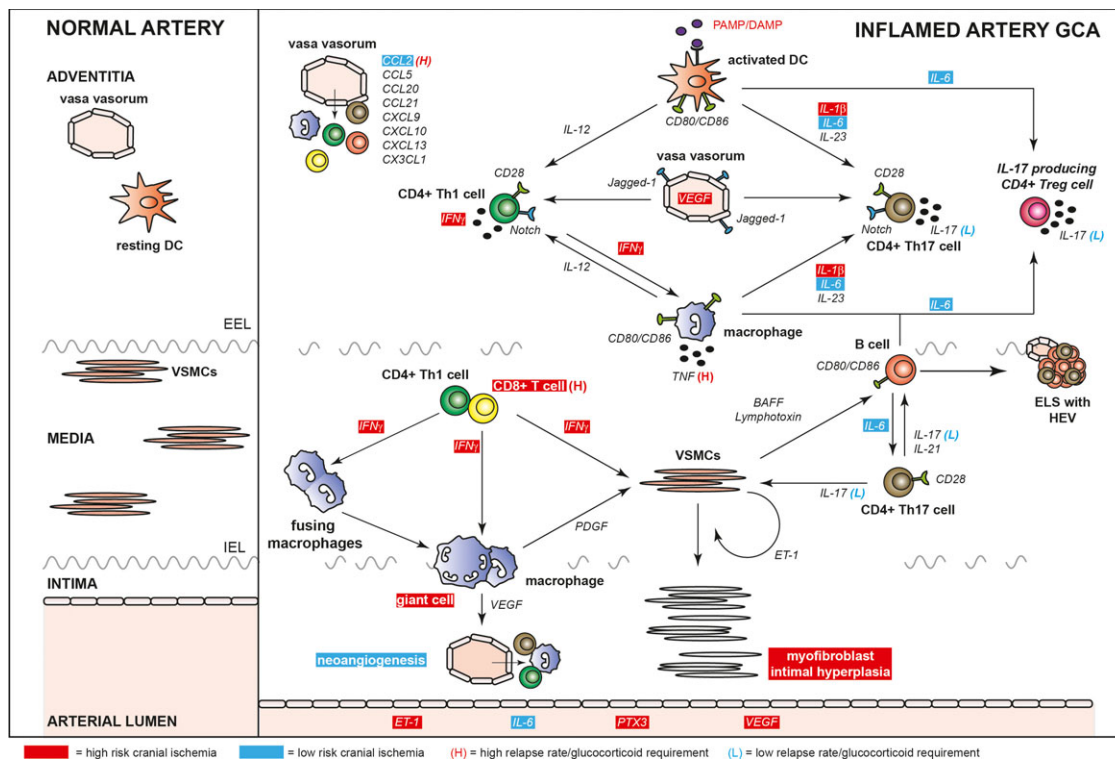 NORMAL ARTERY
ADVENTITIA
vasa vasorum
resting DC
EEL
VSMCs
MEDIA
IEL
INTIMA
ARTERIAL LUMEN
INFLAMED ARTERY GCA
vasa vasorum
CCL2 (H)
CCL5
CCL20
CCL21
CXCL9
CXCL10
CXCL13
CX3CL1
PAMP/DAMP
activated DC
CD80/CD86
IL-12
IL-1β
IL-6
IL-23
IL-6
vasa vasorum
Jagged-1
VEGF
Jagged-1
CD28
CD4+ Th1 cell
IFNγ
Notch
CD28
Notch
IL-17 (L)
CD4+ Th17 cell
IL-17 producing
CD4+ Treg cell
IL-17 (L)
IFNγ
IL-12
IL-1β
IL-6
IL-23
IL-6
CD80/CD86
macrophage
TNF (H)
B cell
CD80/CD86
ELS with
HEV
CD4+ Th1 cell
CD8+ T cell (H)
IFNγ
IFNγ
IFNγ
BAFF
Lymphotoxin
IL-6
IL-17 (L)
IL-21
VSMCs
IL-17 (L)
CD28
CD4+ Th17 cell
fusing
macrophages
PDGF
ET-1
macrophage
giant cell
VEGF
neoangiogenesis
myofibroblast
intimal hyperplasia
ET-1
IL-6
PTX3
VEGF
= high risk cranial ischemia
= low risk cranial ischemia
(H) = high relapse rate/glucocorticoid requirement
(L) = low relapse rate/glucocorticoid requirement